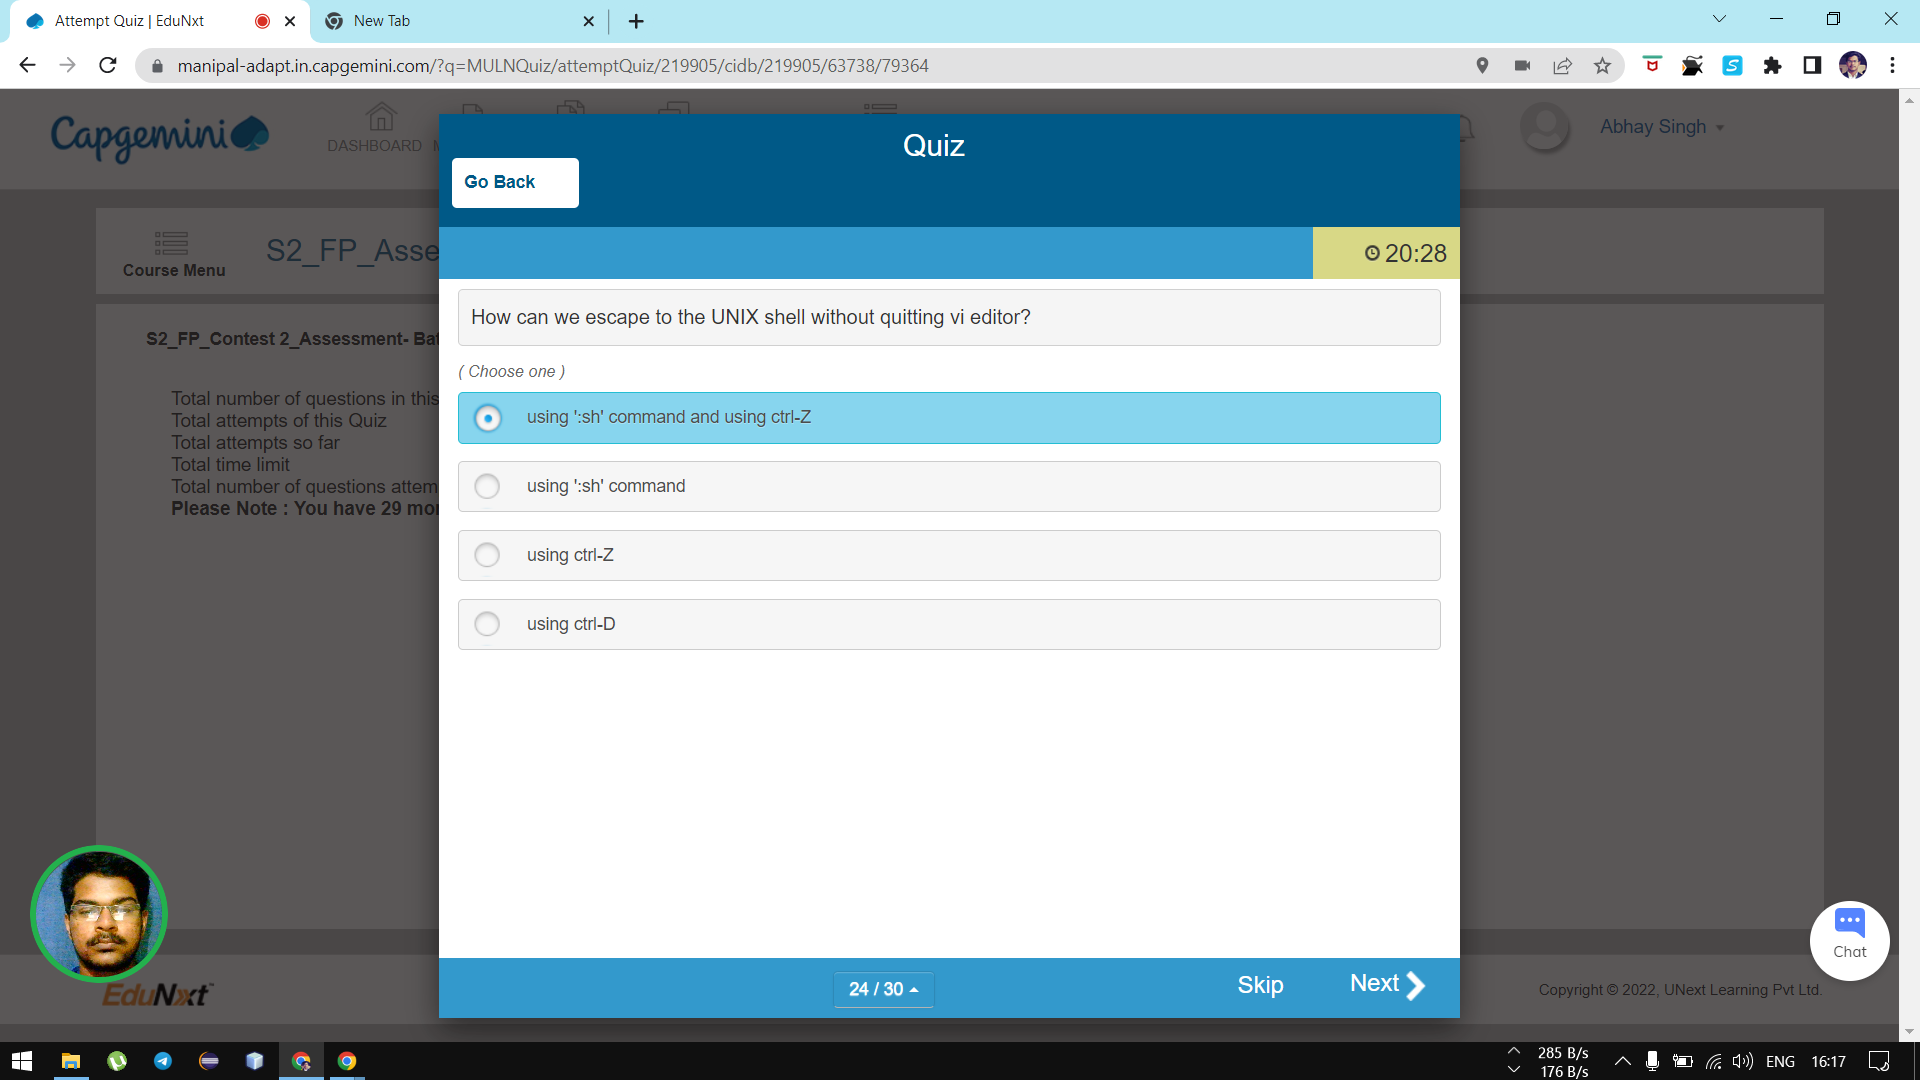 Attempt Quiz | EduNxt
New Tab
manipal-adapt.in.capgemini.com/?q=MULNQuiz/attemptQuiz/219905/cidb/219905/63738/79364
Capgemini
DASHBOARD
Abhay Singh
Quiz
Go Back
Course Menu
S2_FP_Asse
20:28
S2_FP_Contest 2_Assessment- Bat
Total number of questions in this
Total attempts of this Quiz
Total attempts so far
Total time limit
Total number of questions attem
Please Note : You have 29 mor
How can we escape to the UNIX shell without quitting vi editor?
( Choose one )
using ':sh' command and using ctrl-Z
using ':sh' command
using ctrl-Z
using ctrl-D
Chat
24 / 30
Skip
Next
EduNxt
Copyright © 2022, UNext Learning Pvt Ltd.
285 B/s
176 B/s
ENG
16:17